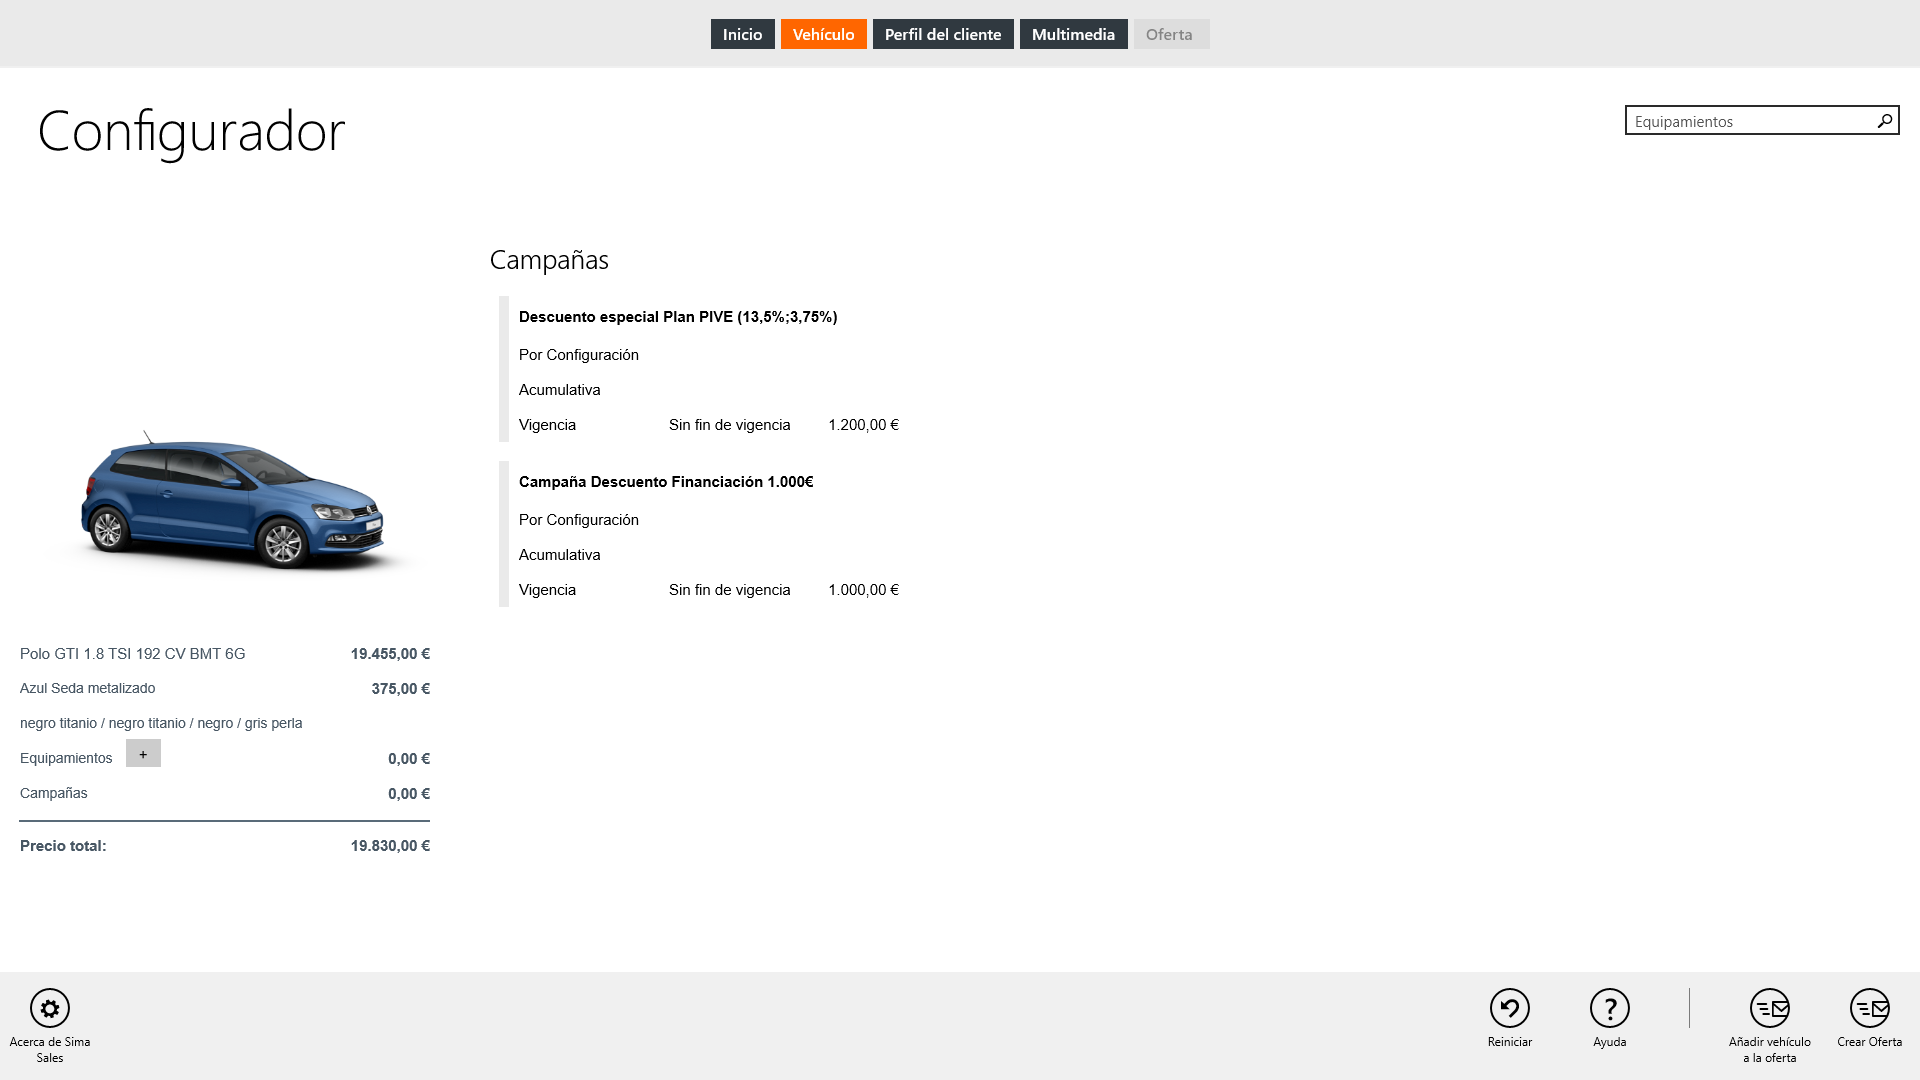 Inicio
Vehículo
Perfil del cliente
Multimedia
Oferta
Configurador
Equipamientos
Campañas
Descuento especial Plan PIVE (13,5%;3,75%)
Por Configuración
Acumulativa
Vigencia Sin fin de vigencia 1.200,00 €
Campaña Descuento Financiación 1.000€
Por Configuración
Acumulativa
Vigencia Sin fin de vigencia 1.000,00 €
Polo GTI 1.8 TSI 192 CV BMT 6G 19.455,00 €
Azul Seda metalizado 375,00 €
negro titanio / negro titanio / negro / gris perla
Equipamientos + 0,00 €
Campañas 0,00 €
Precio total: 19.830,00 €
Acerca de Sima
Sales
Reiniciar
Ayuda
Añadir vehículo
a la oferta
Crear Oferta